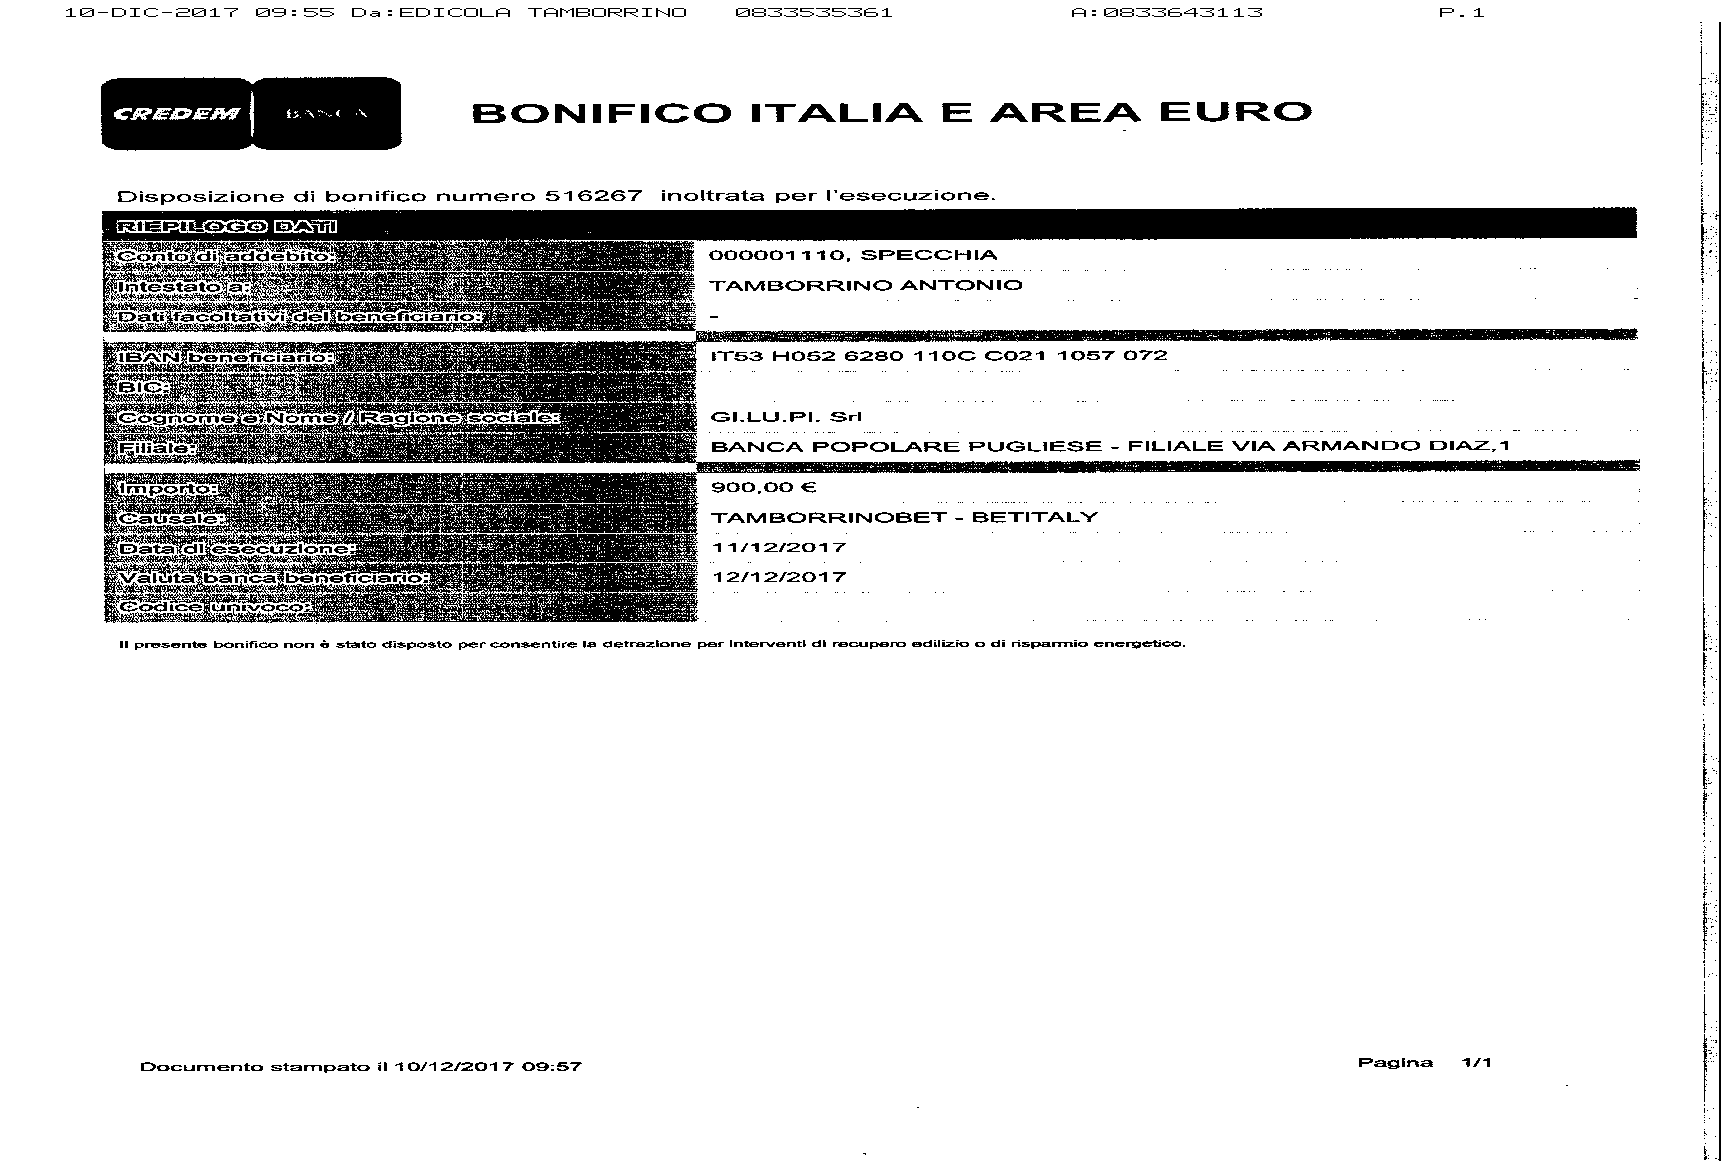 10-DIC-2017 09:55 Da:EDICOLA TAMBORRINO 0833535361 A:0833643113 P.1
CREDEM BANCA BONIFICO ITALIA E AREA EURO
Disposizione di bonifico numero 516267 inoltrata per l'esecuzione.
RIEPILOGO DATI
Conto di addebito: 000001110, SPECCHIA
Intestato a: TAMBORRINO ANTONIO
Dati facoltativi del beneficiario: -
IBAN beneficiario: IT53 H052 6280 110C C021 1057 072
BIC:
Cognome e Nome / Ragione sociale: GI.LU.PI. Srl
Filiale: BANCA POPOLARE PUGLIESE - FILIALE VIA ARMANDO DIAZ,1
Importo: 900,00 €
Causale: TAMBORRINOBET - BETITALY
Data di esecuzione: 11/12/2017
Valuta banca beneficiario: 12/12/2017
Codice univoco:
Il presente bonifico non è stato disposto per consentire la detrazione per interventi di recupero edilizio o di risparmio energetico.
Documento stampato il 10/12/2017 09:57 Pagina 1/1